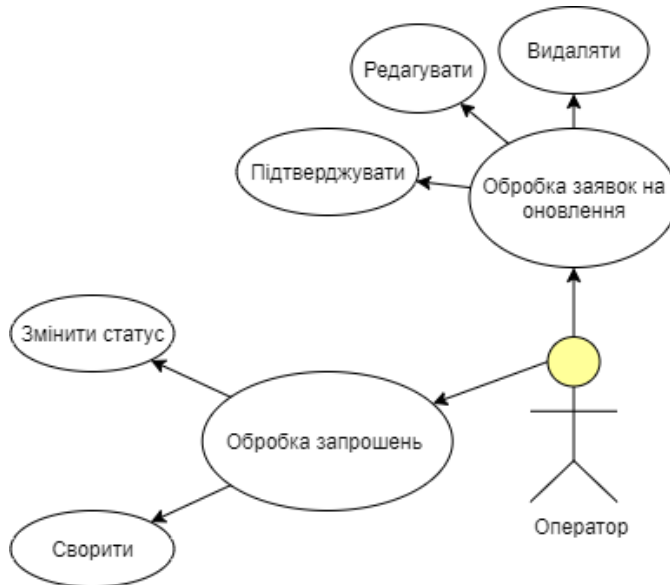 Видаляти
Редагувати
Підтверджувати
Обробка заявок на
оновлення
Змінити статус
Обробка запрошень
Сворити
Оператор